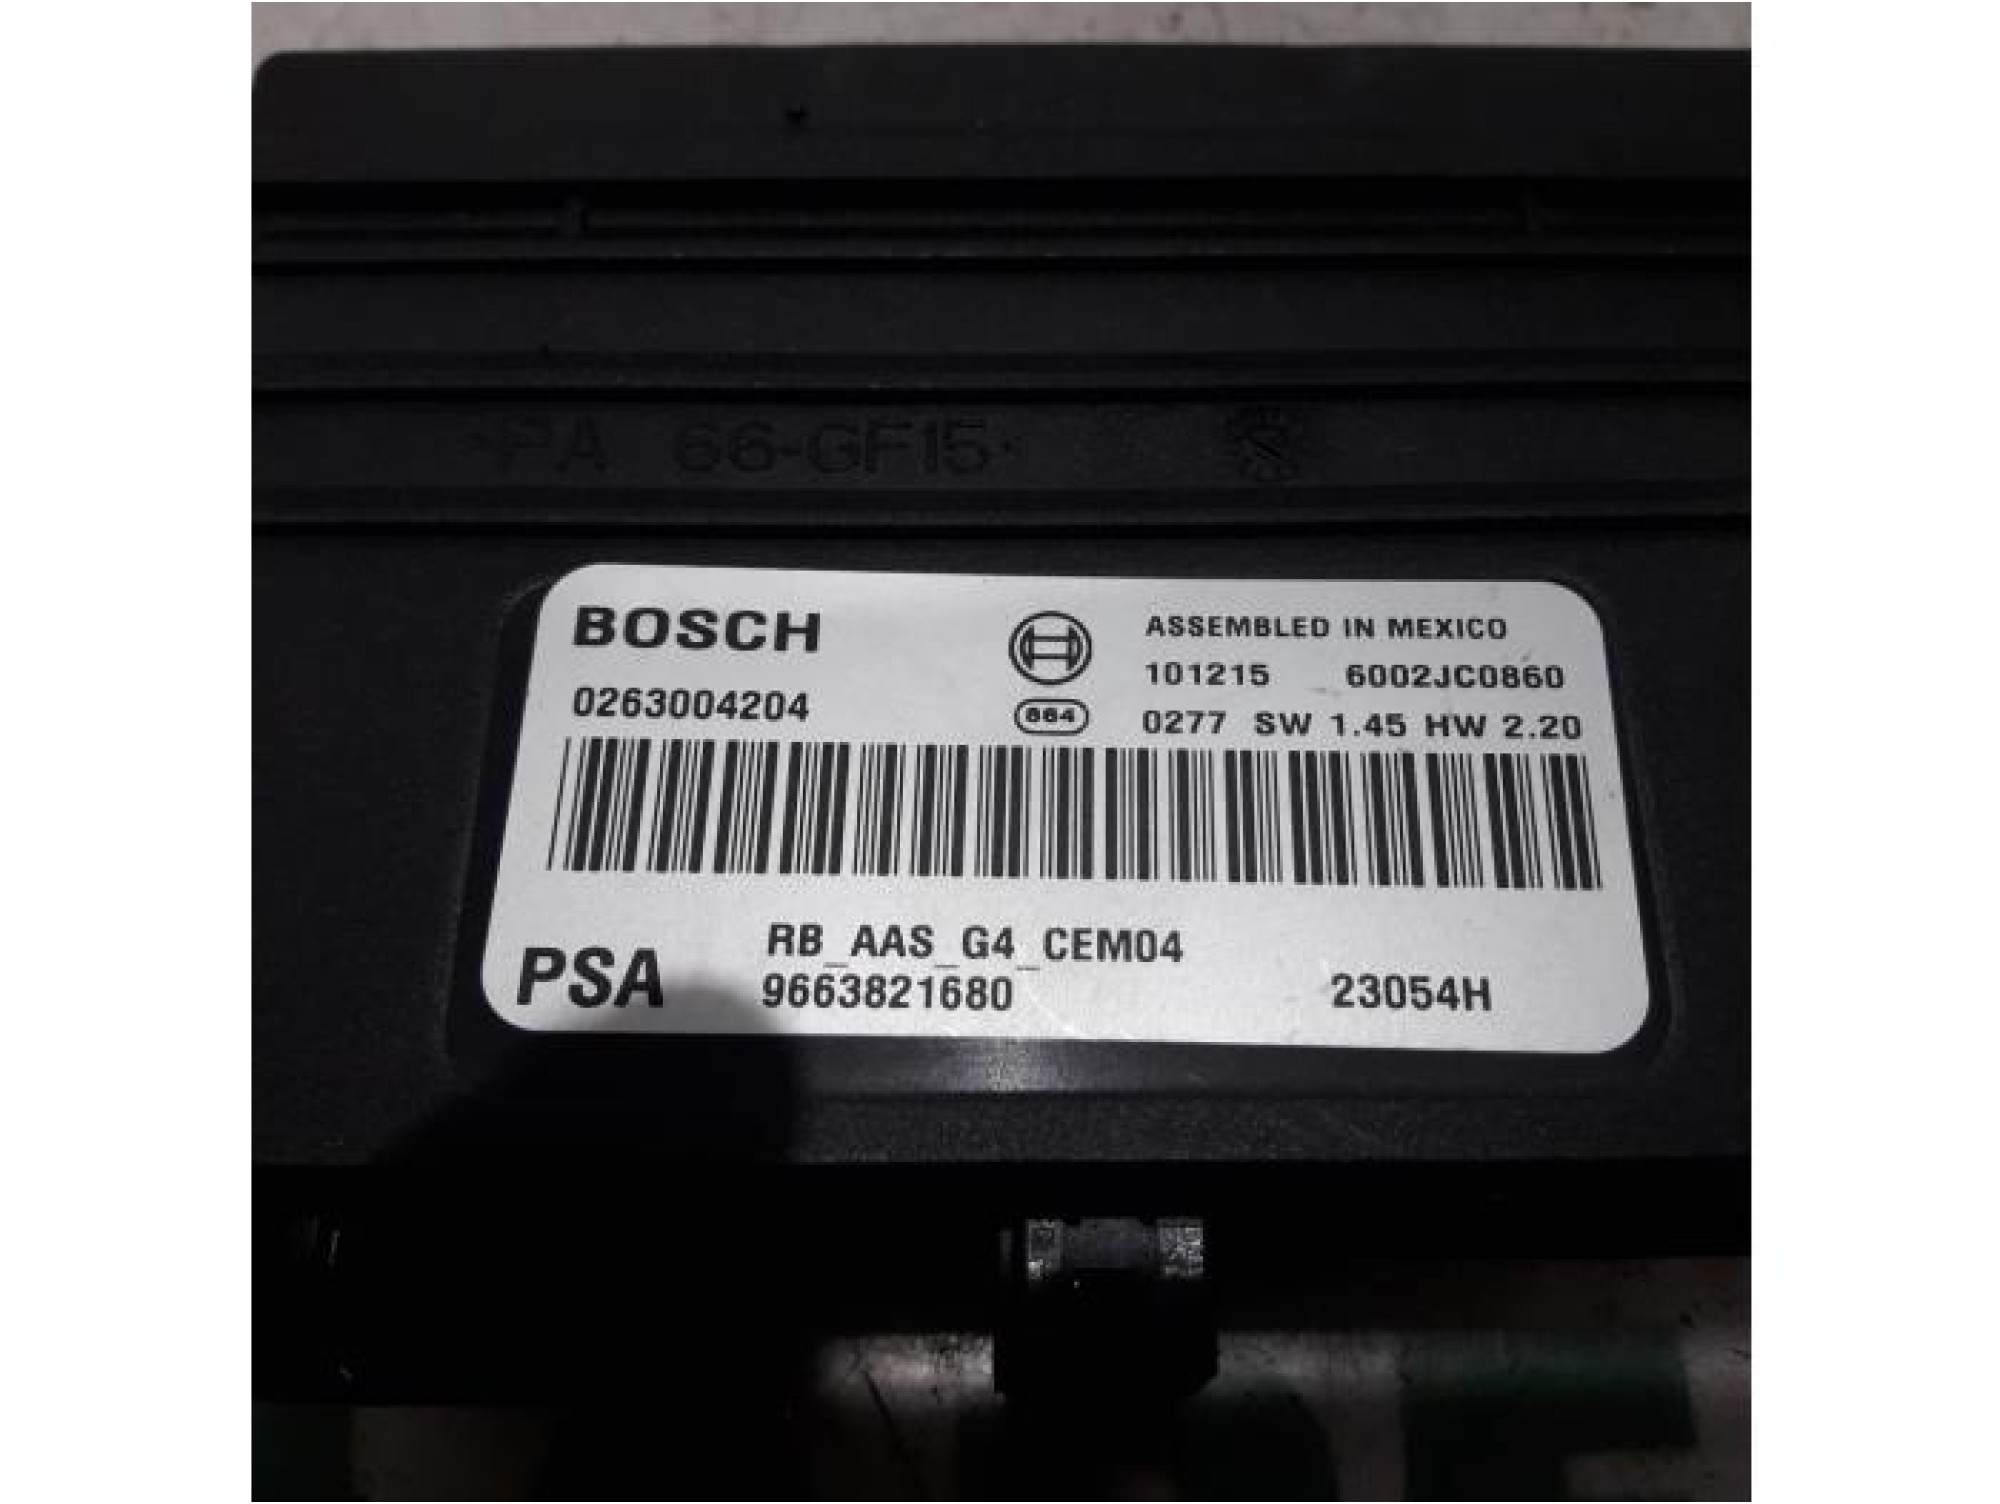 >PA 66-GF15<
BOSCH
0263004204
864
ASSEMBLED IN MEXICO
101215 6002JC0860
0277 SW 1.45 HW 2.20
RB_AAS_G4_CEM04
PSA 9663821680 23054H